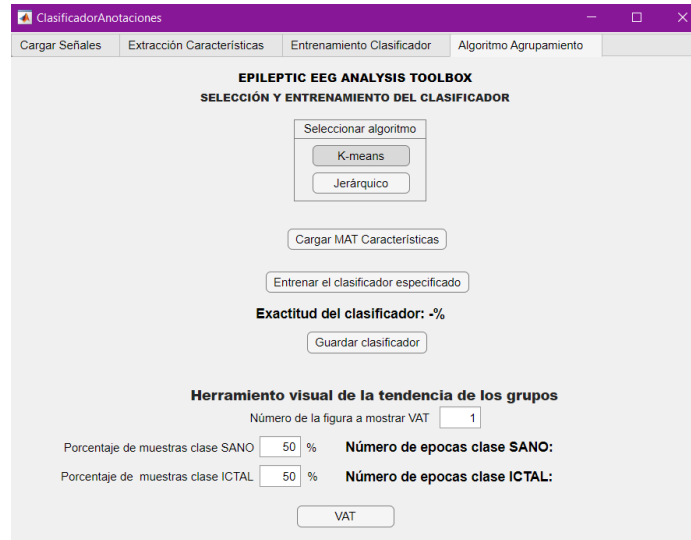 ClasificadorAnotaciones
Cargar Señales Extracción Características Entrenamiento Clasificador Algoritmo Agrupamiento
EPILEPTIC EEG ANALYSIS TOOLBOX
SELECCIÓN Y ENTRENAMIENTO DEL CLASIFICADOR
Seleccionar algoritmo
K-means
Jerárquico
Cargar MAT Características
Entrenar el clasificador especificado
Exactitud del clasificador: -%
Guardar clasificador
Herramiento visual de la tendencia de los grupos
Número de la figura a mostrar VAT 1
Porcentaje de muestras clase SANO 50 % Número de epocas clase SANO:
Porcentaje de muestras clase ICTAL 50 % Número de epocas clase ICTAL:
VAT